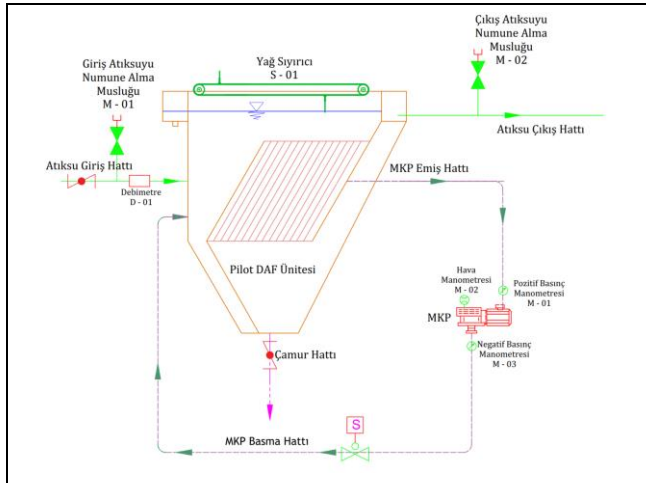 Giriş Atıksuyu
Numune Alma
Musluğu
M - 01
Yağ Sıyırıcı
S - 01
Çıkış Atıksuyu
Numune Alma
Musluğu
M - 02
Atıksu Çıkış Hattı
Atıksu Giriş Hattı
Debimetre
D - 01
MKP Emiş Hattı
Pilot DAF Ünitesi
Hava
Manometresi
M - 02
Pozitif Basınç
Manometresi
M - 01
MKP
Negatif Basınç
Manometresi
M - 03
Çamur Hattı
S
MKP Basma Hattı